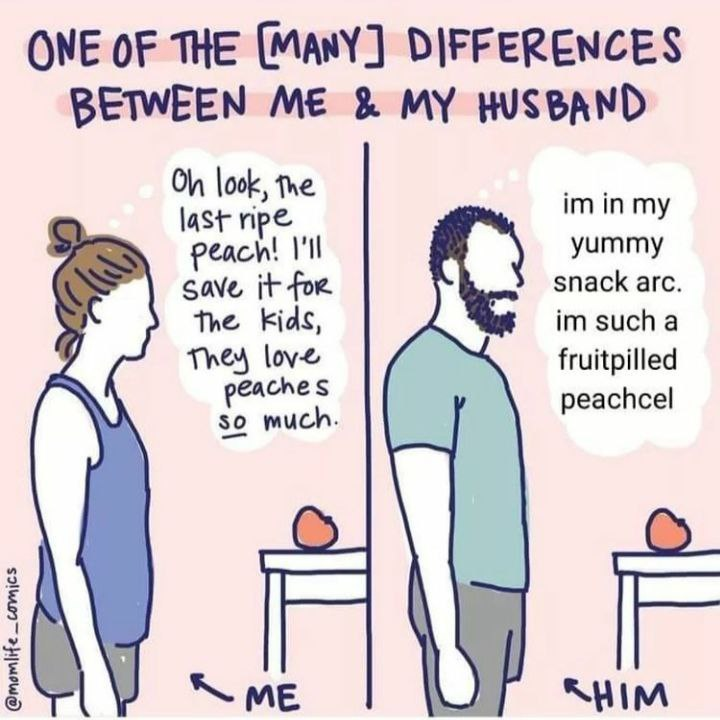 ONE OF THE [MANY] DIFFERENCES
BETWEEN ME & MY HUSBAND
Oh look, the
last ripe
peach! I'll
save it for
the kids,
They love
peaches
so much.
im in my
yummy
snack arc.
im such a
fruitpilled
peachcel
@momlife_comics
ME
HIM